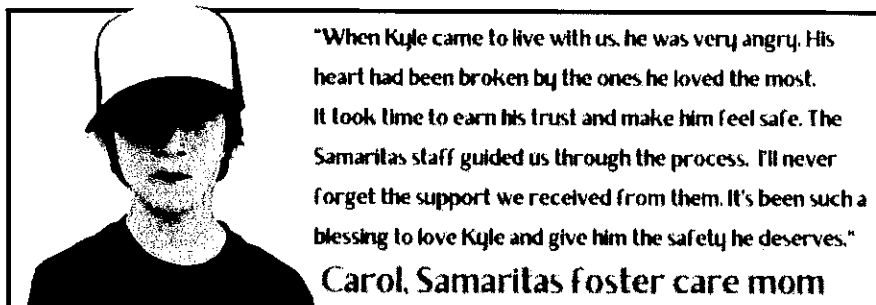 "When Kyle came to live with us, he was very angry. His
heart had been broken by the ones he loved the most.
It took time to earn his trust and make him feel safe. The
Samaritas staff guided us through the process. I'll never
forget the support we received from them. It's been such a
blessing to love Kyle and give him the safety he deserves."
Carol, Samaritas foster care mom